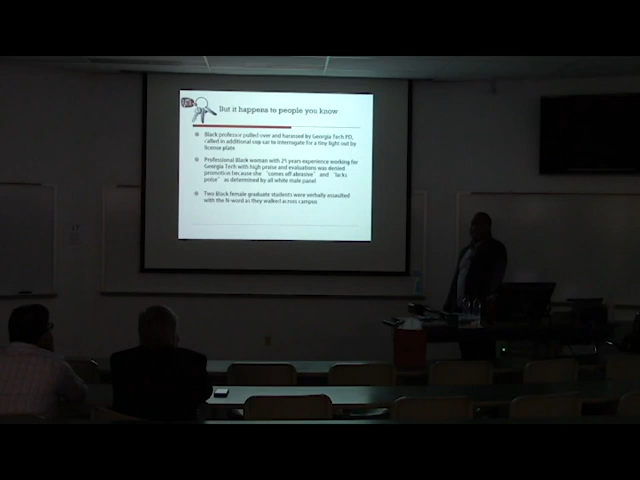 But it happens to people you know
Black professor pulled over and harassed by Georgia Tech PD,
called in additional cop car to interrogate for a tiny light out by
license plate
Professional Black woman with 25 years experience working for
Georgia Tech with high praise and evaluations was denied
promotion because she “comes off abrasive” and “lacks
poise” as determined by all white male panel
Two Black female graduate students were verbally assaulted
with the N-word as they walked across campus